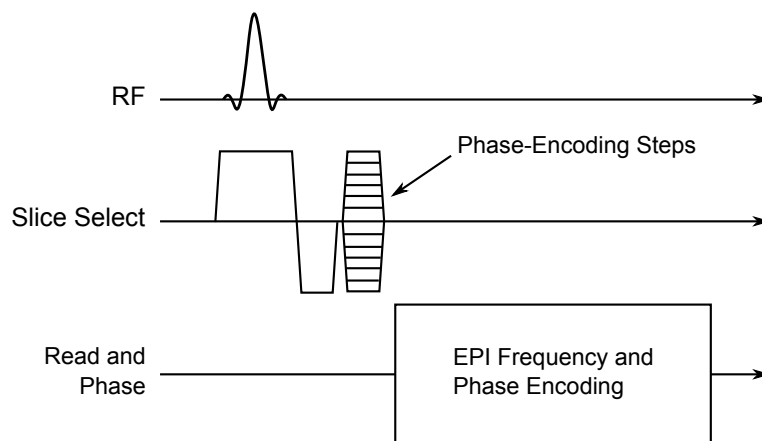 RF
Phase-Encoding Steps
Slice Select
Read and
Phase
EPI Frequency and
Phase Encoding